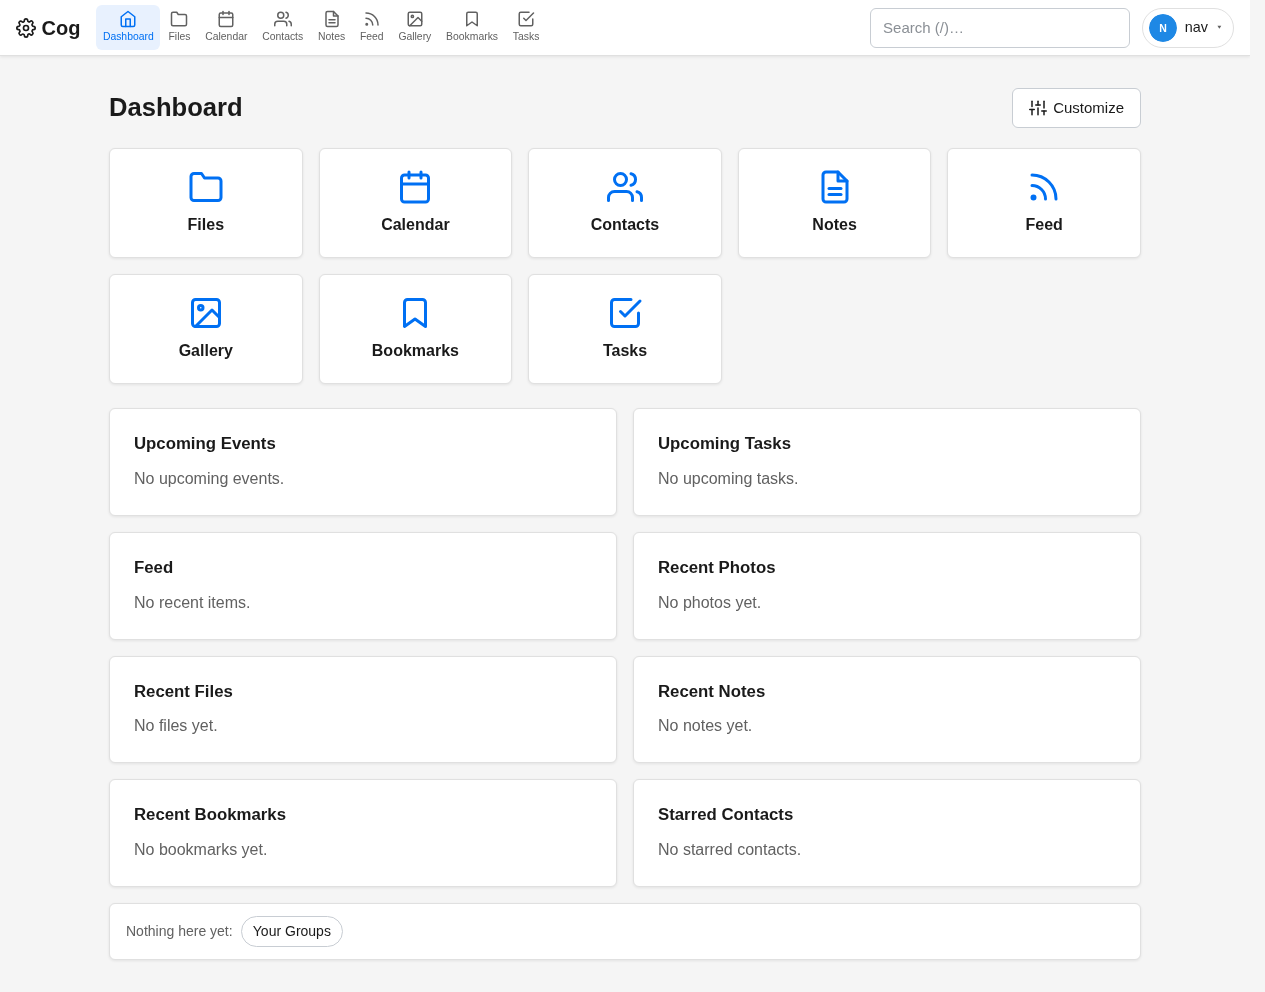 Cog
Dashboard Files Calendar Contacts Notes Feed Gallery Bookmarks Tasks
Search (/)…
N nav
Dashboard
Customize
Files Calendar Contacts Notes Feed
Gallery Bookmarks Tasks
Upcoming Events
No upcoming events.
Upcoming Tasks
No upcoming tasks.
Feed
No recent items.
Recent Photos
No photos yet.
Recent Files
No files yet.
Recent Notes
No notes yet.
Recent Bookmarks
No bookmarks yet.
Starred Contacts
No starred contacts.
Nothing here yet: Your Groups